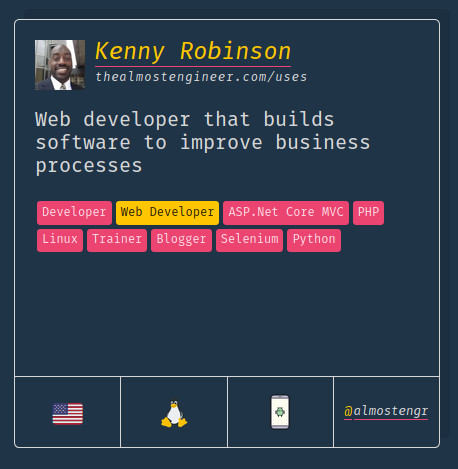 Kenny Robinson
thealmostengineer.com/uses
Web developer that builds
software to improve business
processes
Developer Web Developer ASP.Net Core MVC PHP
Linux Trainer Blogger Selenium Python
@almostengr